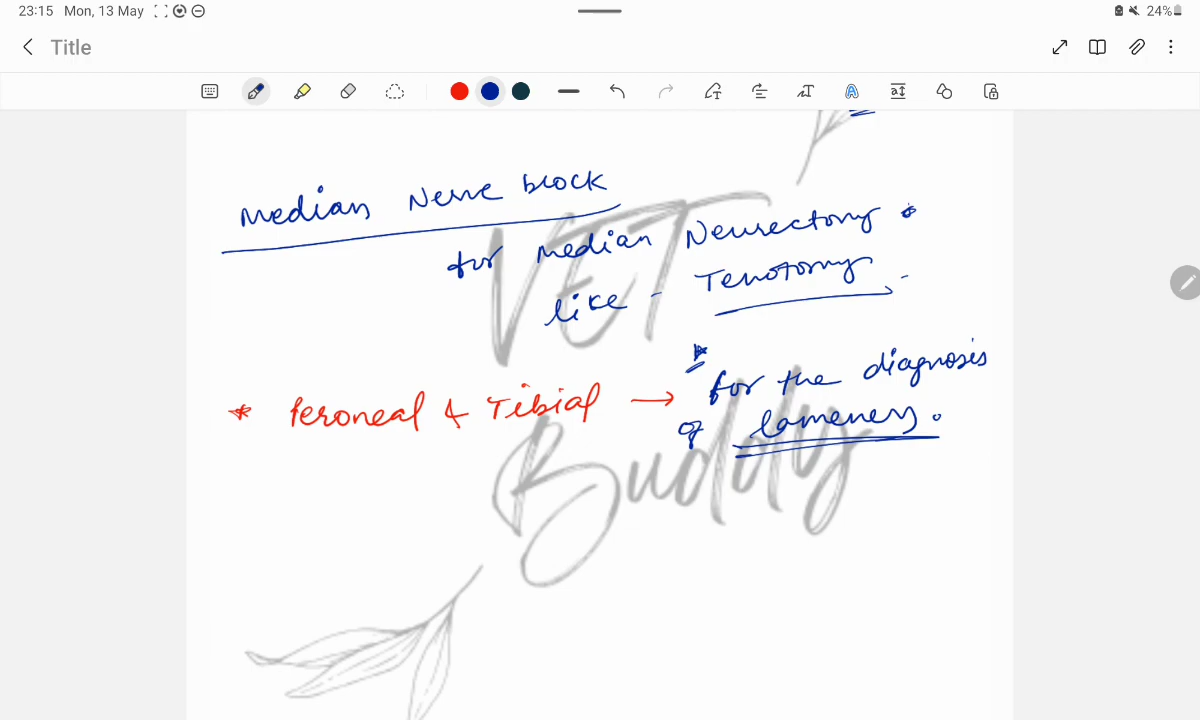 23:15 Mon, 13 May 24%
Title
Median Nerve block
for median Neurectomy
like - Tenotomy
* Peroneal & Tibial → for the diagnosis
of lameness.
VET
Buddy